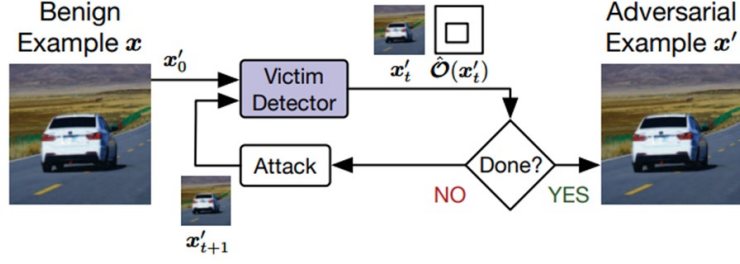 Benign
Example x
x′₀
Victim
Detector
x′ₜ Ô(x′ₜ)
Adversarial
Example x′
Attack
Done?
NO
YES
x′ₜ₊₁